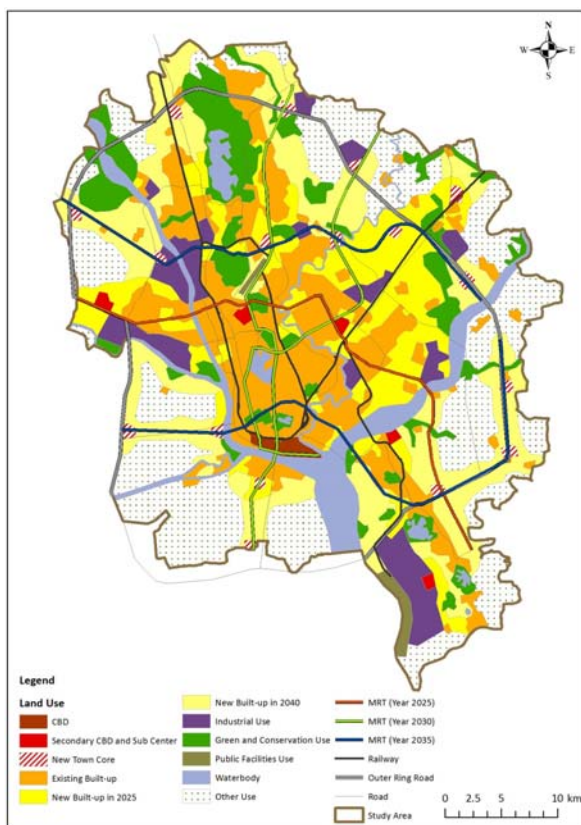 N
W E
S
Legend
Land Use
CBD
Secondary CBD and Sub Center
New Town Core
Existing Built-up
New Built-up in 2025
New Built-up in 2040
Industrial Use
Green and Conservation Use
Public Facilities Use
Waterbody
Other Use
MRT (Year 2025)
MRT (Year 2030)
MRT (Year 2035)
Railway
Outer Ring Road
Road
Study Area
0 2.5 5 10 km